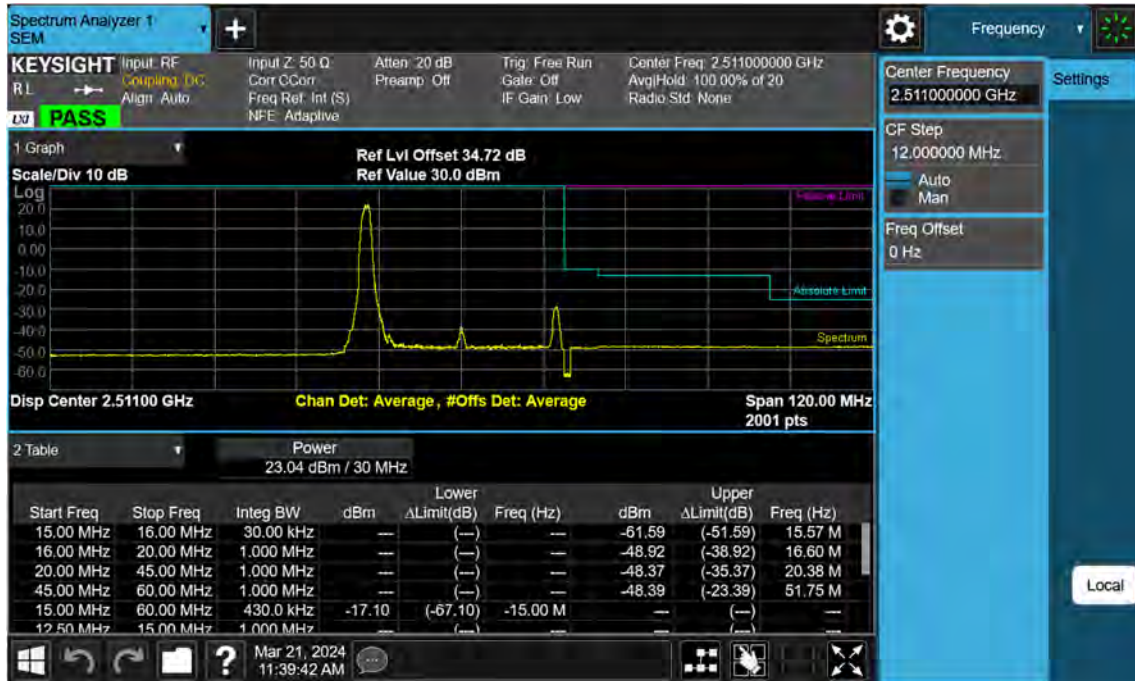 Spectrum Analyzer 1
SEM
+
Frequency
KEYSIGHT
RL
LXI
PASS
Input: RF
Coupling: DC
Align: Auto
Input Z: 50 Ω
Corr CCorr
Freq Ref: Int (S)
NFE: Adaptive
Atten: 20 dB
Preamp: Off
Trig: Free Run
Gate: Off
IF Gain: Low
Center Freq: 2.511000000 GHz
Avg|Hold: 100.00% of 20
Radio Std: None
Center Frequency
2.511000000 GHz
Settings
CF Step
12.000000 MHz
Auto
Man
Freq Offset
0 Hz
Local
1 Graph
Scale/Div 10 dB
Ref Lvl Offset 34.72 dB
Ref Value 30.0 dBm
Log
20.0
10.0
0.00
-10.0
-20.0
-30.0
-40.0
-50.0
-60.0
Relative Limit
Absolute Limit
Spectrum
Disp Center 2.51100 GHz
Chan Det: Average, #Offs Det: Average
Span 120.00 MHz
2001 pts
2 Table
Power
23.04 dBm / 30 MHz
Lower Upper
Start Freq Stop Freq Integ BW dBm ΔLimit(dB) Freq (Hz) dBm ΔLimit(dB) Freq (Hz)
15.00 MHz 16.00 MHz 30.00 kHz --- (---) --- -61.59 (-51.59) 15.57 M
16.00 MHz 20.00 MHz 1.000 MHz --- (---) --- -48.92 (-38.92) 16.60 M
20.00 MHz 45.00 MHz 1.000 MHz --- (---) --- -48.37 (-35.37) 20.38 M
45.00 MHz 60.00 MHz 1.000 MHz --- (---) --- -48.39 (-23.39) 51.75 M
15.00 MHz 60.00 MHz 430.0 kHz -17.10 (-67.10) -15.00 M --- (---) ---
12.50 MHz 15.00 MHz 1.000 MHz --- (---) --- --- (---) ---
?
Mar 21, 2024
11:39:42 AM